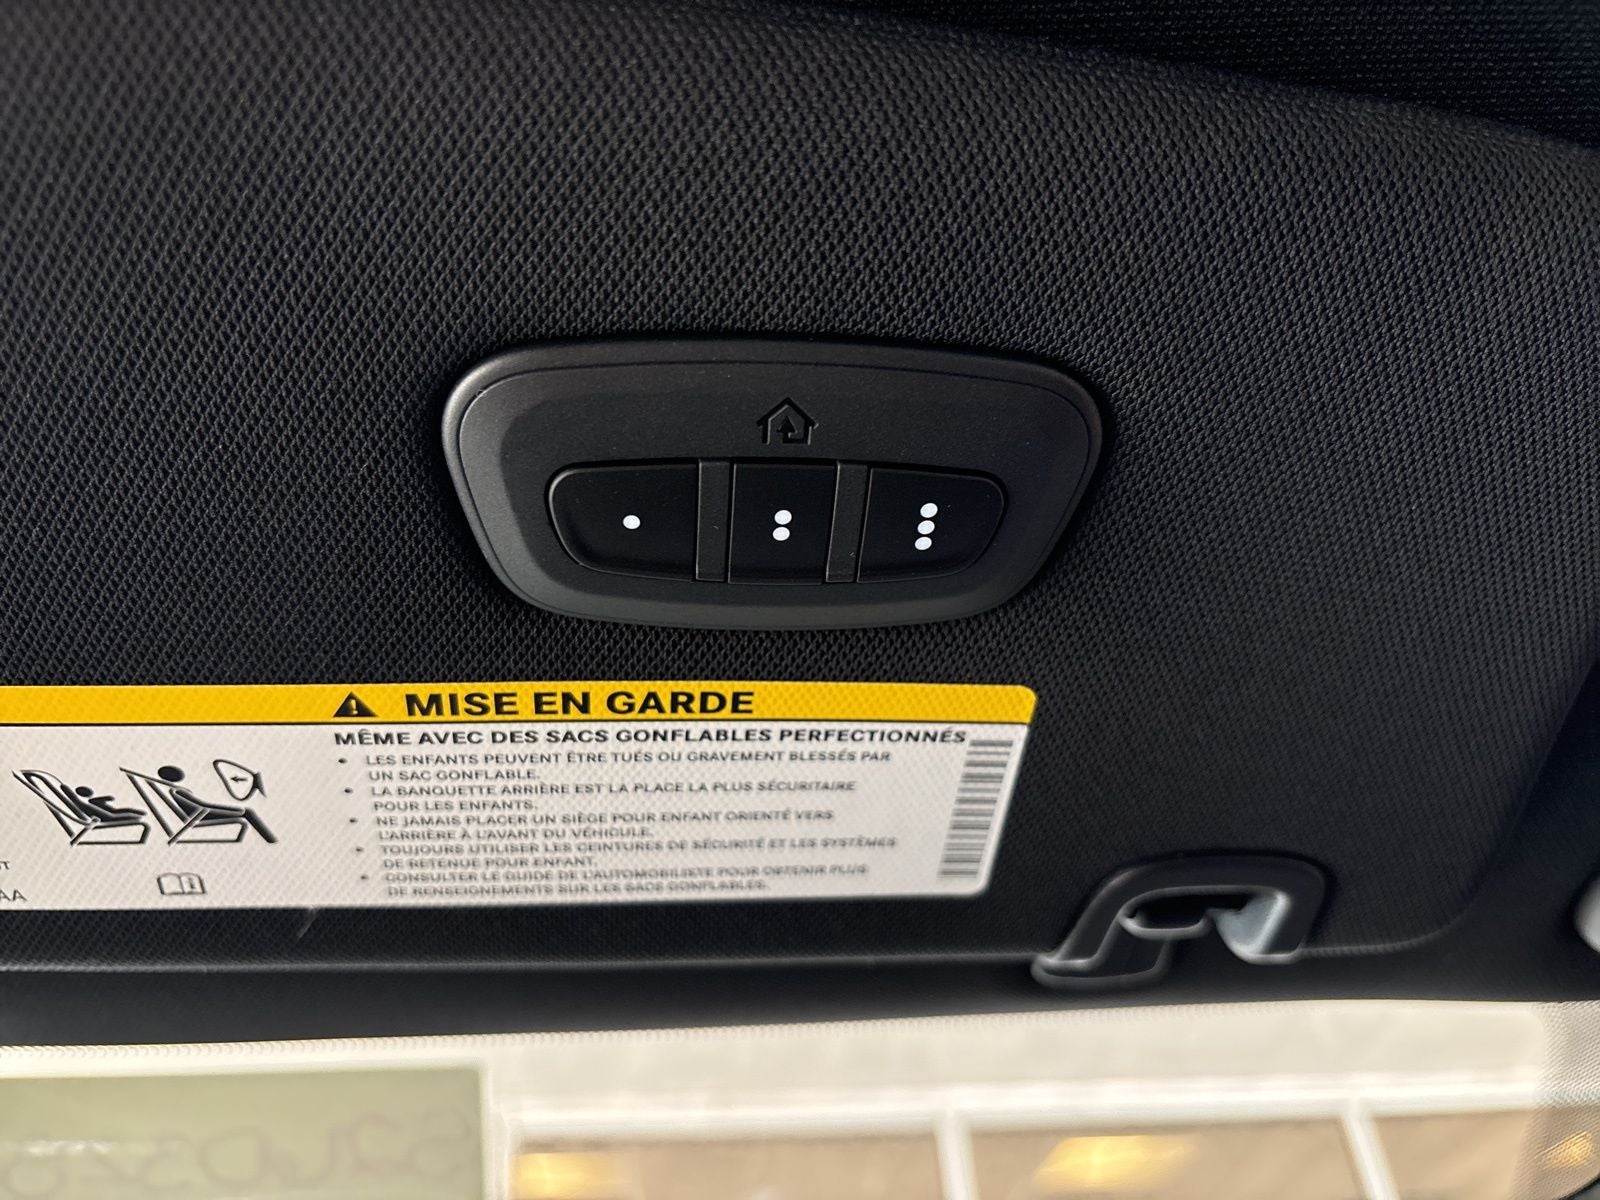 MISE EN GARDE
MÊME AVEC DES SACS GONFLABLES PERFECTIONNÉS
• LES ENFANTS PEUVENT ÊTRE TUÉS OU GRAVEMENT BLESSÉS PAR
UN SAC GONFLABLE.
• LA BANQUETTE ARRIÈRE EST LA PLACE LA PLUS SÉCURITAIRE
POUR LES ENFANTS.
• NE JAMAIS PLACER UN SIÈGE POUR ENFANT ORIENTÉ VERS
L'ARRIÈRE À L'AVANT DU VÉHICULE.
• TOUJOURS UTILISER LES CEINTURES DE SÉCURITÉ ET LES SYSTÈMES
DE RETENUE POUR ENFANT.
• CONSULTER LE GUIDE DE L'AUTOMOBILISTE POUR OBTENIR PLUS
DE RENSEIGNEMENTS SUR LES SACS GONFLABLES.